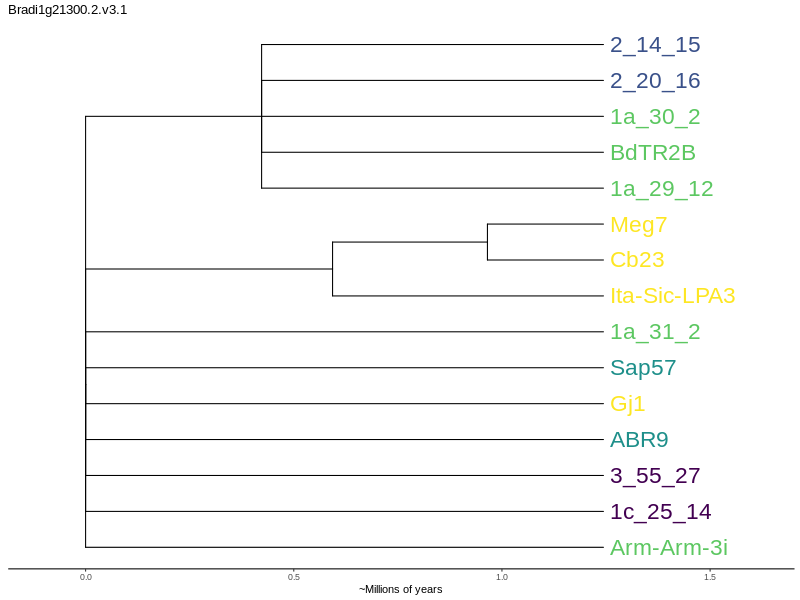 Bradi1g21300.2.v3.1
2_14_15
2_20_16
1a_30_2
BdTR2B
1a_29_12
Meg7
Cb23
Ita-Sic-LPA3
1a_31_2
Sap57
Gj1
ABR9
3_55_27
1c_25_14
Arm-Arm-3i
0.0 0.5 1.0 1.5
~Millions of years